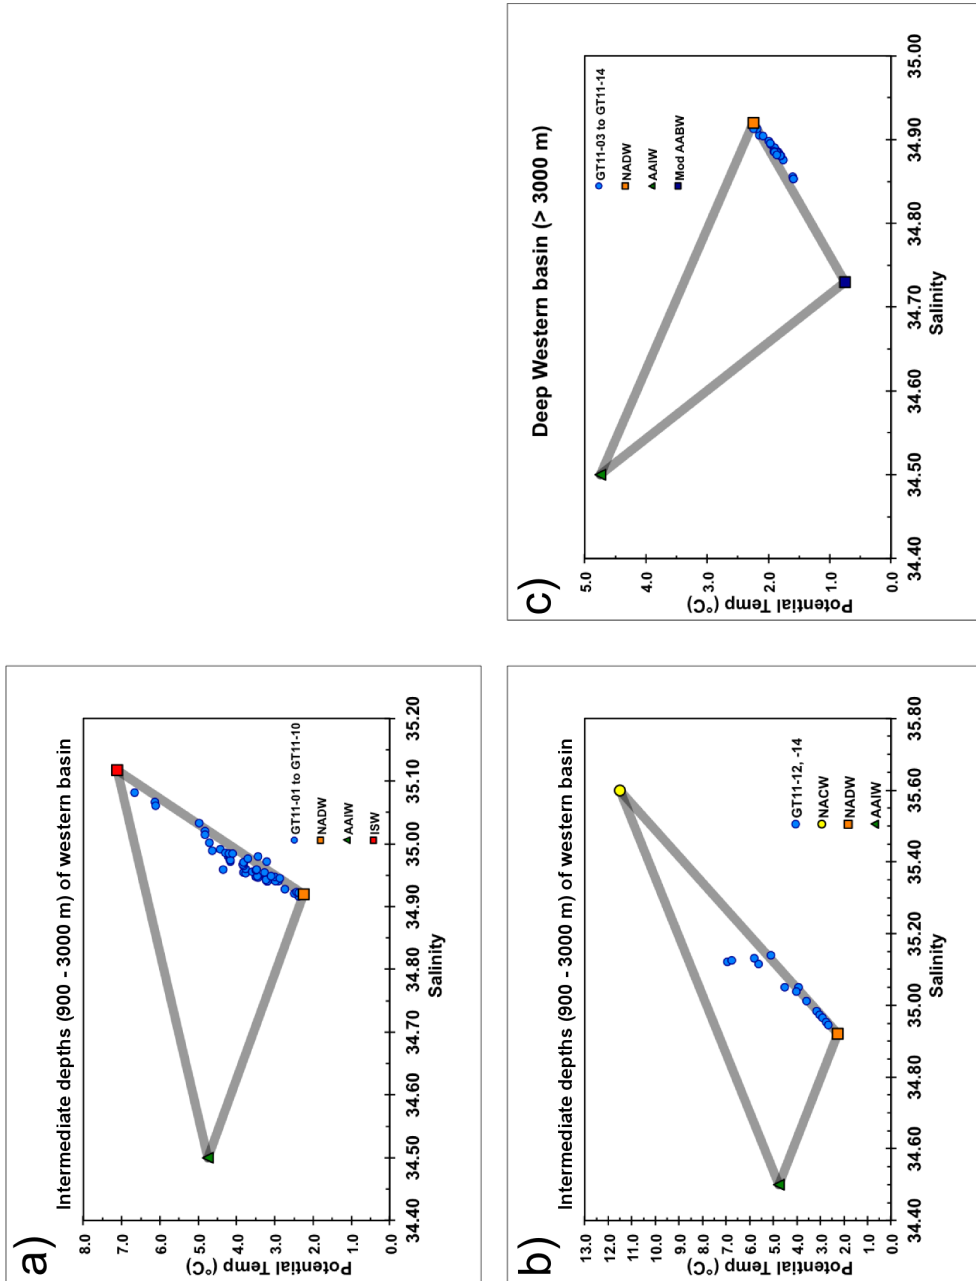 a)
Intermediate depths (900 - 3000 m) of western basin
8.0
7.0
6.0
5.0
4.0
3.0
2.0
1.0
0.0
Potential Temp (°C)
34.40
34.50
34.60
34.70
34.80
34.90
35.00
35.10
35.20
Salinity
GT11-01 to GT11-10
NADW
AAIW
ISW
b)
Intermediate depths (900 - 3000 m) of western basin
13.0
12.0
11.0
10.0
9.0
8.0
7.0
6.0
5.0
4.0
3.0
2.0
1.0
0.0
Potential Temp (°C)
34.40
34.60
34.80
35.00
35.20
35.40
35.60
35.80
Salinity
GT11-12, -14
NACW
NADW
AAIW
c)
Deep Western basin (> 3000 m)
5.0
4.0
3.0
2.0
1.0
0.0
Potential Temp (°C)
34.40
34.50
34.60
34.70
34.80
34.90
35.00
Salinity
GT11-03 to GT11-14
NADW
AAIW
Mod AABW